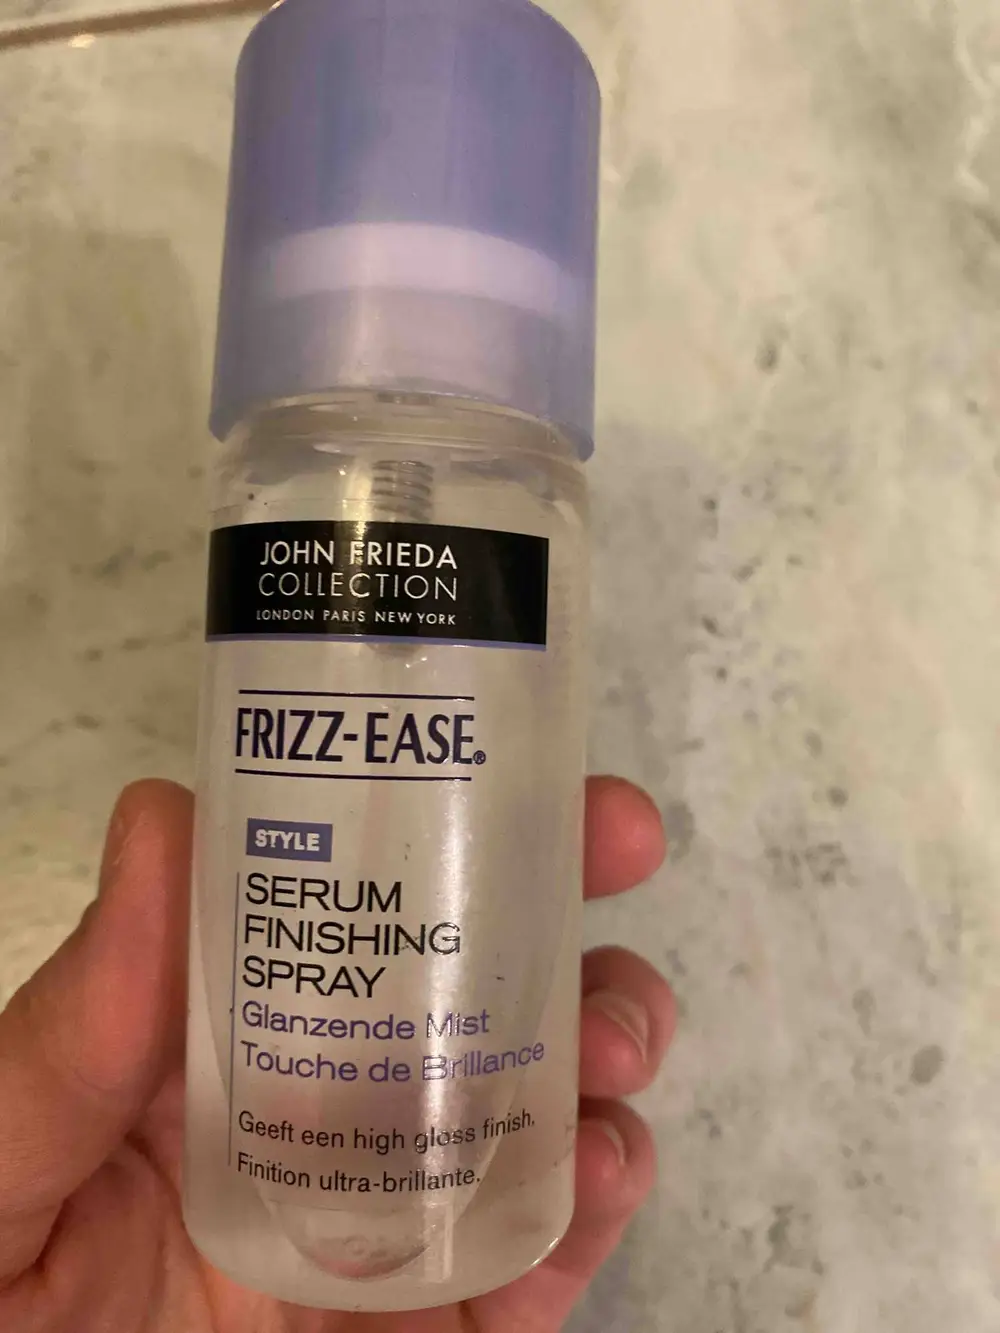 JOHN FRIEDA
COLLECTION
LONDON PARIS NEW YORK
FRIZZ-EASE®
STYLE
SERUM
FINISHING
SPRAY
Glanzende Mist
Touche de Brillance
Geeft een high gloss finish.
Finition ultra-brillante.